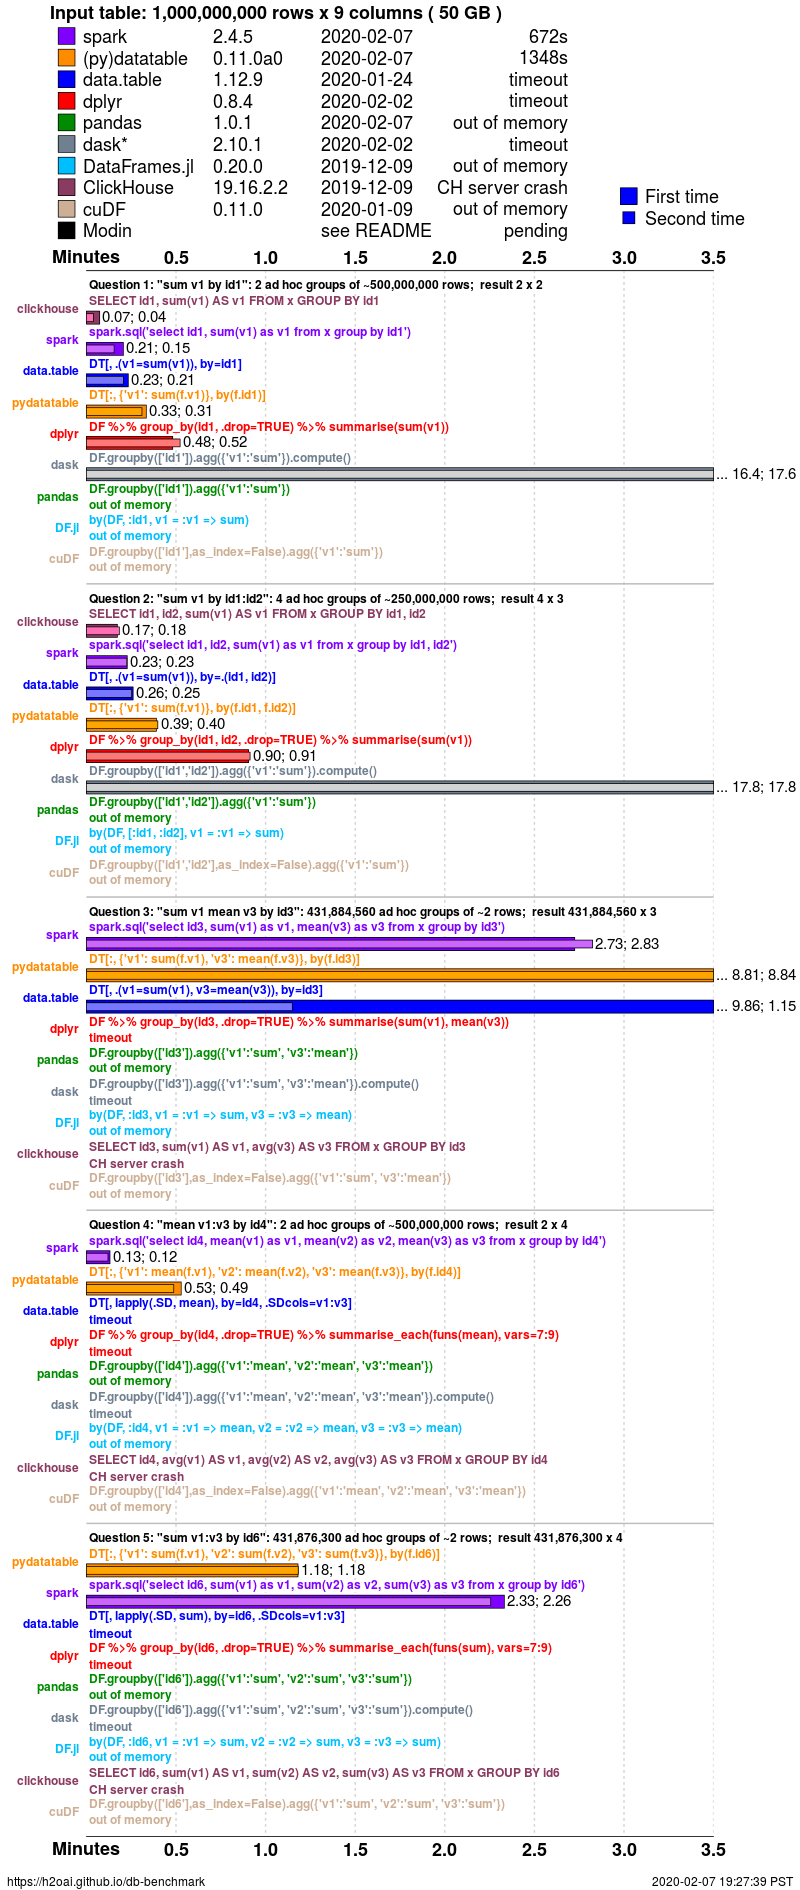 Input table: 1,000,000,000 rows x 9 columns ( 50 GB )
spark 2.4.5 2020-02-07 672s
(py)datatable 0.11.0a0 2020-02-07 1348s
data.table 1.12.9 2020-01-24 timeout
dplyr 0.8.4 2020-02-02 timeout
pandas 1.0.1 2020-02-07 out of memory
dask* 2.10.1 2020-02-02 timeout
DataFrames.jl 0.20.0 2019-12-09 out of memory
ClickHouse 19.16.2.2 2019-12-09 CH server crash
cuDF 0.11.0 2020-01-09 out of memory
Modin see README pending
First time
Second time
Minutes 0.5 1.0 1.5 2.0 2.5 3.0 3.5
Question 1: "sum v1 by id1": 2 ad hoc groups of ~500,000,000 rows; result 2 x 2
SELECT id1, sum(v1) AS v1 FROM x GROUP BY id1
clickhouse 0.07; 0.04
spark.sql('select id1, sum(v1) as v1 from x group by id1')
spark 0.21; 0.15
DT[, .(v1=sum(v1)), by=id1]
data.table 0.23; 0.21
DT[:, {'v1': sum(f.v1)}, by(f.id1)]
pydatatable 0.33; 0.31
DF %>% group_by(id1, .drop=TRUE) %>% summarise(sum(v1))
dplyr 0.48; 0.52
DF.groupby(['id1']).agg({'v1':'sum'}).compute()
dask ... 16.4; 17.6
DF.groupby(['id1']).agg({'v1':'sum'})
pandas out of memory
by(DF, :id1, v1 = :v1 => sum)
DF.jl out of memory
DF.groupby(['id1'],as_index=False).agg({'v1':'sum'})
cuDF out of memory
Question 2: "sum v1 by id1:id2": 4 ad hoc groups of ~250,000,000 rows; result 4 x 3
SELECT id1, id2, sum(v1) AS v1 FROM x GROUP BY id1, id2
clickhouse 0.17; 0.18
spark.sql('select id1, id2, sum(v1) as v1 from x group by id1, id2')
spark 0.23; 0.23
DT[, .(v1=sum(v1)), by=.(id1, id2)]
data.table 0.26; 0.25
DT[:, {'v1': sum(f.v1)}, by(f.id1, f.id2)]
pydatatable 0.39; 0.40
DF %>% group_by(id1, id2, .drop=TRUE) %>% summarise(sum(v1))
dplyr 0.90; 0.91
DF.groupby(['id1','id2']).agg({'v1':'sum'}).compute()
dask ... 17.8; 17.8
DF.groupby(['id1','id2']).agg({'v1':'sum'})
pandas out of memory
by(DF, [:id1, :id2], v1 = :v1 => sum)
DF.jl out of memory
DF.groupby(['id1','id2'],as_index=False).agg({'v1':'sum'})
cuDF out of memory
Question 3: "sum v1 mean v3 by id3": 431,884,560 ad hoc groups of ~2 rows; result 431,884,560 x 3
spark.sql('select id3, sum(v1) as v1, mean(v3) as v3 from x group by id3')
spark 2.73; 2.83
DT[:, {'v1': sum(f.v1), 'v3': mean(f.v3)}, by(f.id3)]
pydatatable ... 8.81; 8.84
DT[, .(v1=sum(v1), v3=mean(v3)), by=id3]
data.table ... 9.86; 1.15
DF %>% group_by(id3, .drop=TRUE) %>% summarise(sum(v1), mean(v3))
dplyr timeout
DF.groupby(['id3']).agg({'v1':'sum', 'v3':'mean'})
pandas out of memory
DF.groupby(['id3']).agg({'v1':'sum', 'v3':'mean'}).compute()
dask timeout
by(DF, :id3, v1 = :v1 => sum, v3 = :v3 => mean)
DF.jl out of memory
SELECT id3, sum(v1) AS v1, avg(v3) AS v3 FROM x GROUP BY id3
clickhouse CH server crash
DF.groupby(['id3'],as_index=False).agg({'v1':'sum', 'v3':'mean'})
cuDF out of memory
Question 4: "mean v1:v3 by id4": 2 ad hoc groups of ~500,000,000 rows; result 2 x 4
spark.sql('select id4, mean(v1) as v1, mean(v2) as v2, mean(v3) as v3 from x group by id4')
spark 0.13; 0.12
DT[:, {'v1': mean(f.v1), 'v2': mean(f.v2), 'v3': mean(f.v3)}, by(f.id4)]
pydatatable 0.53; 0.49
DT[, lapply(.SD, mean), by=id4, .SDcols=v1:v3]
data.table timeout
DF %>% group_by(id4, .drop=TRUE) %>% summarise_each(funs(mean), vars=7:9)
dplyr timeout
DF.groupby(['id4']).agg({'v1':'mean', 'v2':'mean', 'v3':'mean'})
pandas out of memory
DF.groupby(['id4']).agg({'v1':'mean', 'v2':'mean', 'v3':'mean'}).compute()
dask timeout
by(DF, :id4, v1 = :v1 => mean, v2 = :v2 => mean, v3 = :v3 => mean)
DF.jl out of memory
SELECT id4, avg(v1) AS v1, avg(v2) AS v2, avg(v3) AS v3 FROM x GROUP BY id4
clickhouse CH server crash
DF.groupby(['id4'],as_index=False).agg({'v1':'mean', 'v2':'mean', 'v3':'mean'})
cuDF out of memory
Question 5: "sum v1:v3 by id6": 431,876,300 ad hoc groups of ~2 rows; result 431,876,300 x 4
DT[:, {'v1': sum(f.v1), 'v2': sum(f.v2), 'v3': sum(f.v3)}, by(f.id6)]
pydatatable 1.18; 1.18
spark.sql('select id6, sum(v1) as v1, sum(v2) as v2, sum(v3) as v3 from x group by id6')
spark 2.33; 2.26
DT[, lapply(.SD, sum), by=id6, .SDcols=v1:v3]
data.table timeout
DF %>% group_by(id6, .drop=TRUE) %>% summarise_each(funs(sum), vars=7:9)
dplyr timeout
DF.groupby(['id6']).agg({'v1':'sum', 'v2':'sum', 'v3':'sum'})
pandas out of memory
DF.groupby(['id6']).agg({'v1':'sum', 'v2':'sum', 'v3':'sum'}).compute()
dask timeout
by(DF, :id6, v1 = :v1 => sum, v2 = :v2 => sum, v3 = :v3 => sum)
DF.jl out of memory
SELECT id6, sum(v1) AS v1, sum(v2) AS v2, sum(v3) AS v3 FROM x GROUP BY id6
clickhouse CH server crash
DF.groupby(['id6'],as_index=False).agg({'v1':'sum', 'v2':'sum', 'v3':'sum'})
cuDF out of memory
Minutes 0.5 1.0 1.5 2.0 2.5 3.0 3.5
https://h2oai.github.io/db-benchmark 2020-02-07 19:27:39 PST